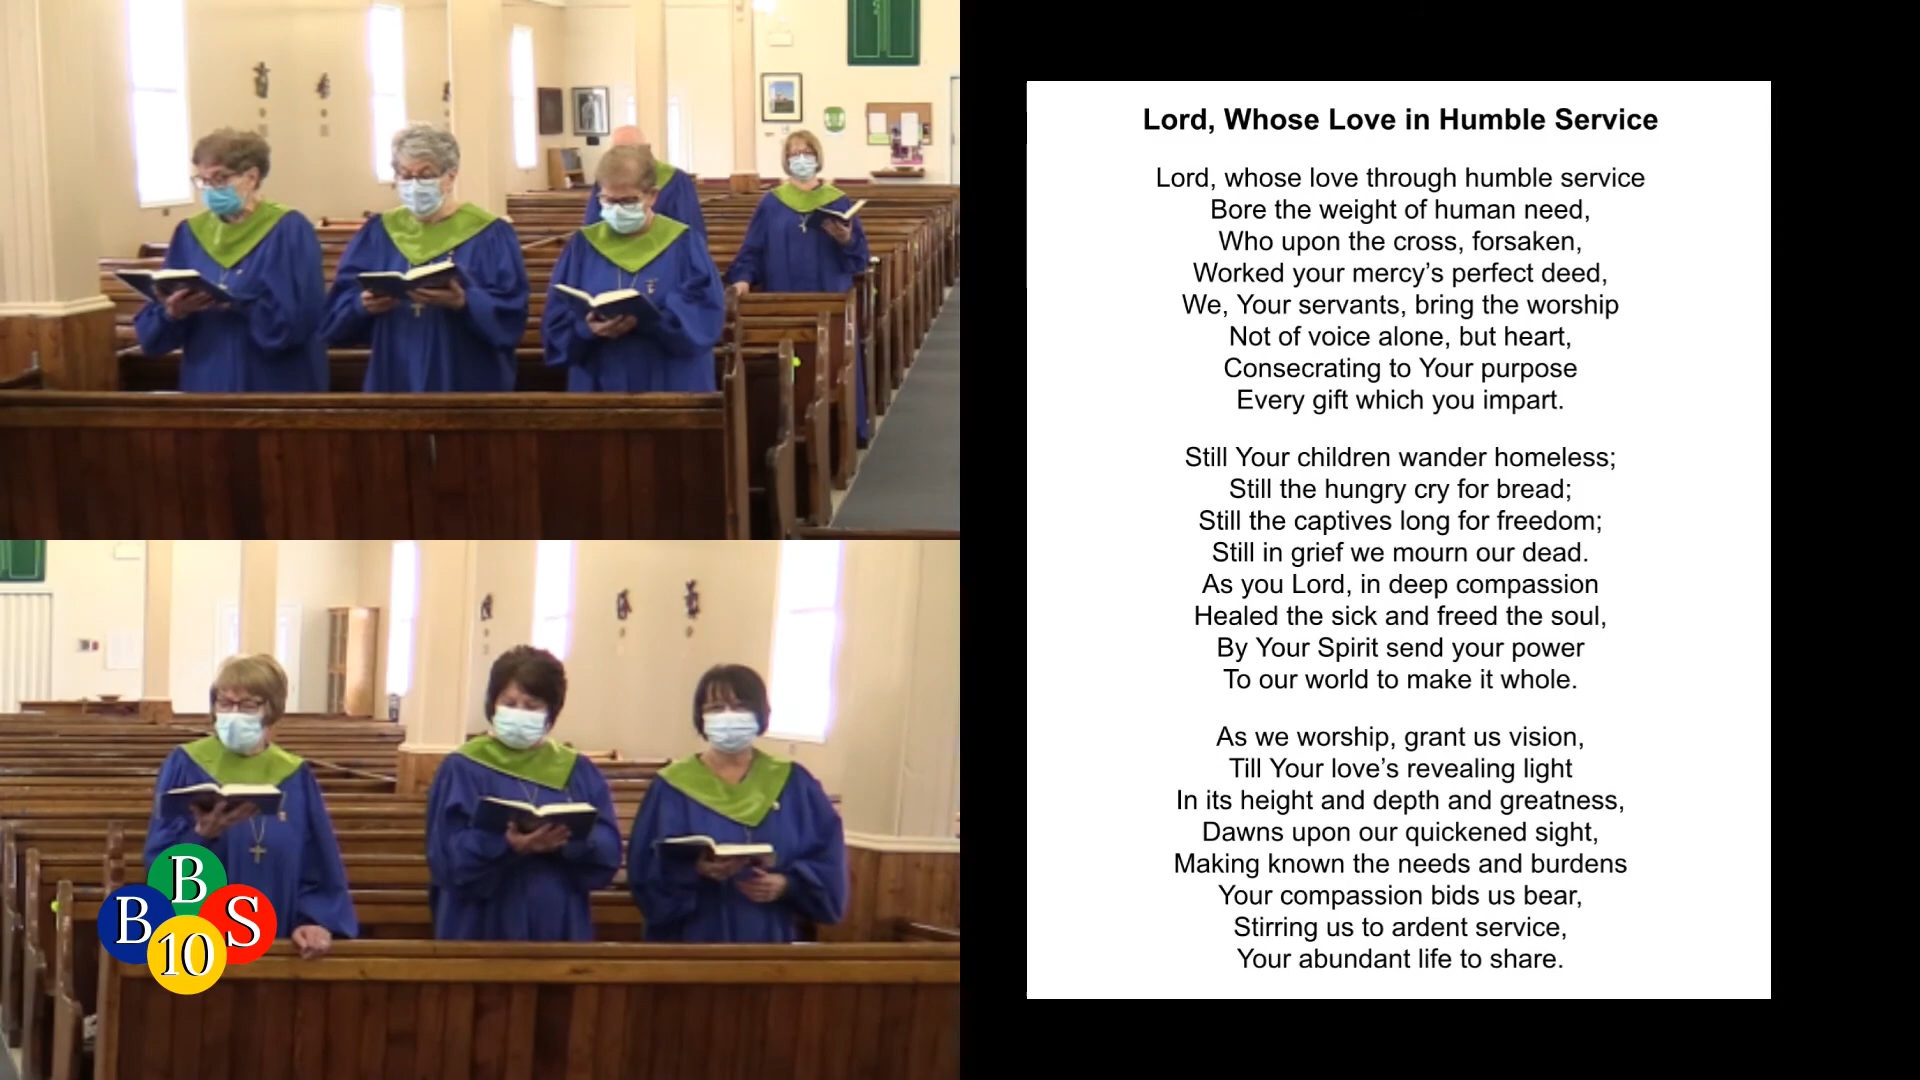 Lord, Whose Love in Humble Service
Lord, whose love through humble service
Bore the weight of human need,
Who upon the cross, forsaken,
Worked your mercy’s perfect deed,
We, Your servants, bring the worship
Not of voice alone, but heart,
Consecrating to Your purpose
Every gift which you impart.
Still Your children wander homeless;
Still the hungry cry for bread;
Still the captives long for freedom;
Still in grief we mourn our dead.
As you Lord, in deep compassion
Healed the sick and freed the soul,
By Your Spirit send your power
To our world to make it whole.
As we worship, grant us vision,
Till Your love’s revealing light
In its height and depth and greatness,
Dawns upon our quickened sight,
Making known the needs and burdens
Your compassion bids us bear,
Stirring us to ardent service,
Your abundant life to share.
B
B S
10